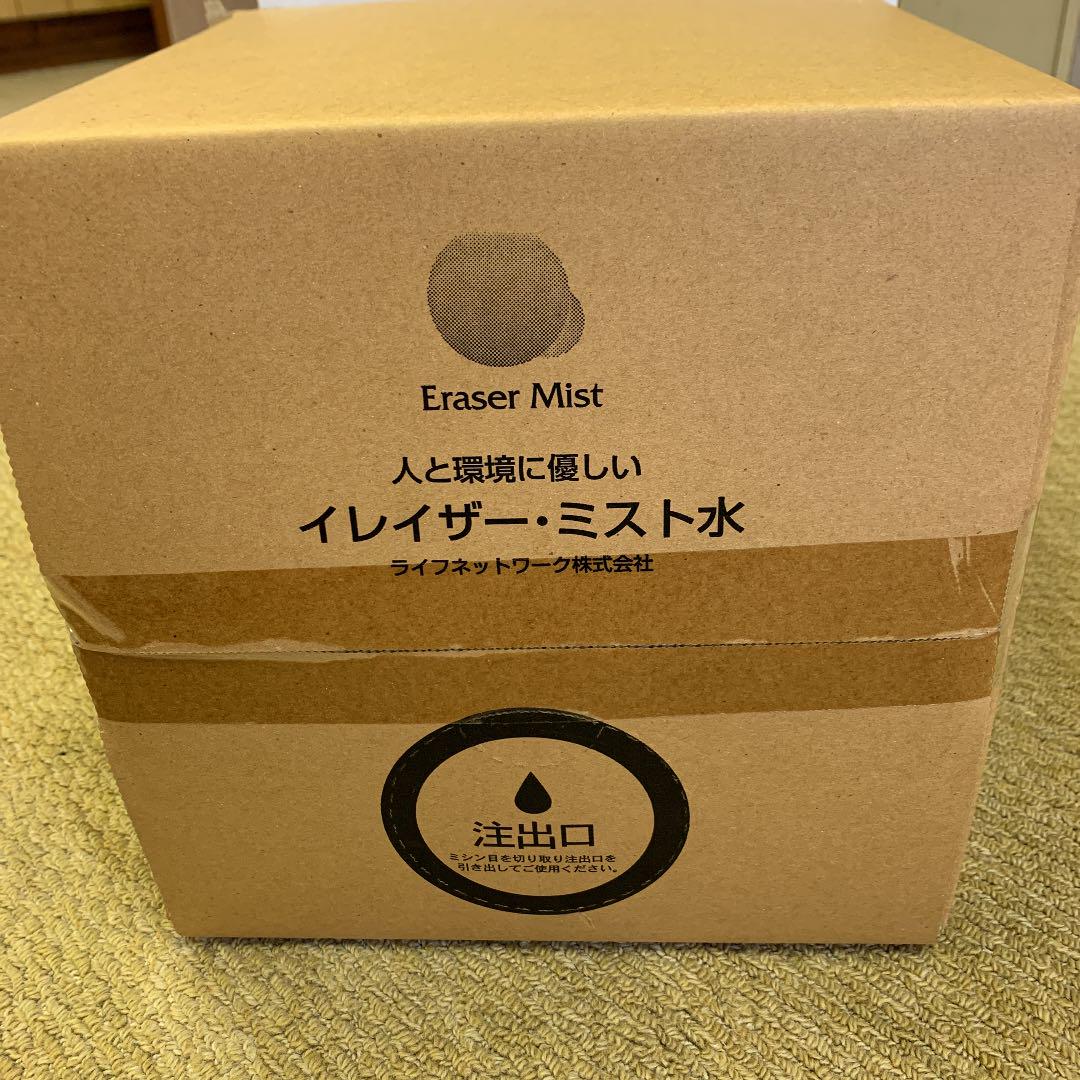 Eraser Mist
人と環境に優しい
イレイザー・ミスト水
ライフネットワーク株式会社
注出口
ミシン目を切り取り注出口を
引き出してご使用ください。